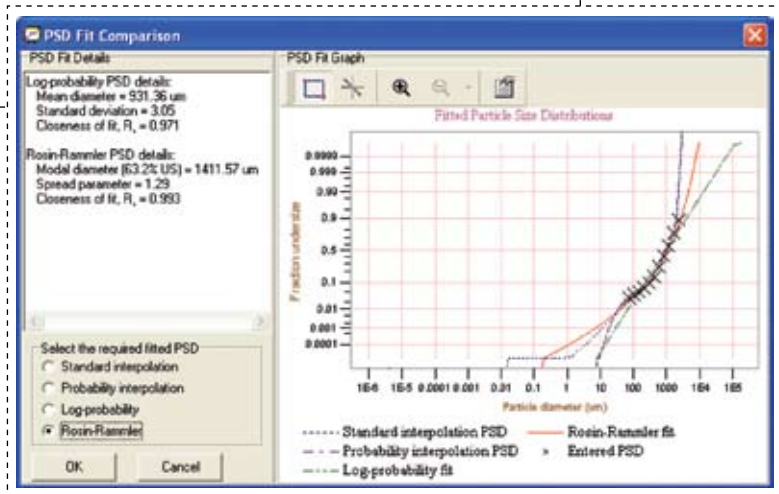 PSD Fit Comparison
PSD Fit Details
Log-probability PSD details:
Mean diameter = 931.36 um
Standard deviation = 3.05
Closeness of fit, R, = 0.971
Rosin-Rammler PSD details:
Modal diameter (63.2% US) = 1411.57 um
Spread parameter = 1.29
Closeness of fit, R, = 0.993
Select the required fitted PSD
Standard interpolation
Probability interpolation
Log-probability
Rosin-Rammler
OK Cancel
PSD Fit Graph
Fitted Particle Size Distributions
Fraction undersize
0.9999
0.999
0.99
0.9
0.5
0.1
0.01
0.001
0.0001
1E-6 1E-5 0.0001 0.001 0.01 0.1 1 10 100 1000 1E4 1E5
Particle diameter (um)
Standard interpolation PSD
Rosin-Rammler fit
Probability interpolation PSD
Entered PSD
Log-probability fit